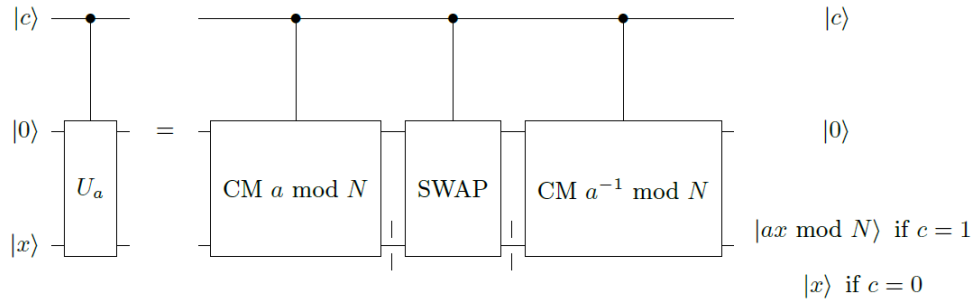 |c⟩ |c⟩
|0⟩ = |0⟩
U_a CM a mod N SWAP CM a⁻¹ mod N
|x⟩ |ax mod N⟩ if c = 1
|x⟩ if c = 0